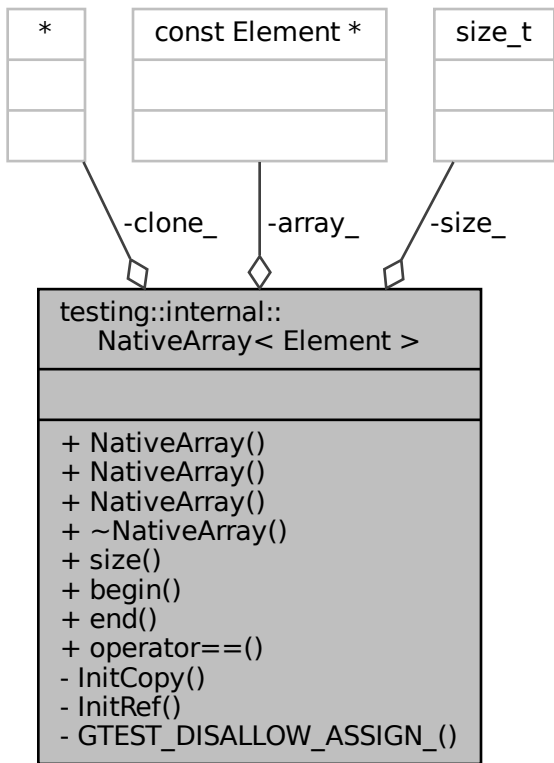 *
const Element *
size_t
-clone_
-array_
-size_
testing::internal::
NativeArray< Element >
+ NativeArray()
+ NativeArray()
+ NativeArray()
+ ~NativeArray()
+ size()
+ begin()
+ end()
+ operator==()
- InitCopy()
- InitRef()
- GTEST_DISALLOW_ASSIGN_()